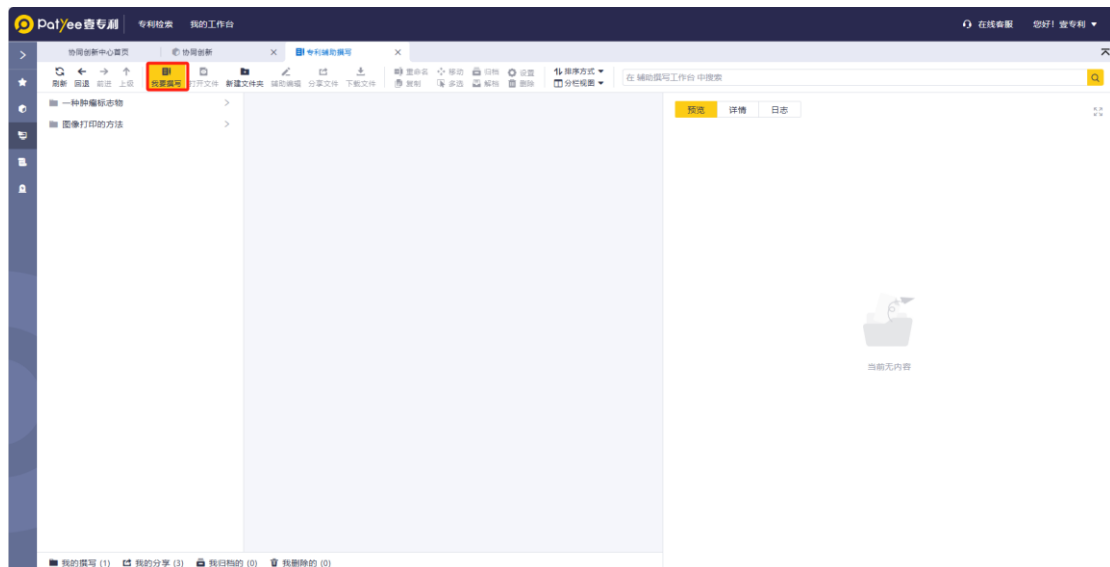 Patyee壹专利 专利检索 我的工作台 在线客服 您好！壹专利
协同创新中心首页 协同创新 专利辅助撰写
刷新 回退 前进 上级 我要撰写 打开文件 新建文件夹 辅助编辑 分享文件 下载文件 重命名 移动 归档 设置 排序方式 在 辅助撰写工作台 中搜索
复制 多选 解档 删除 分栏视图
一种肿瘤标志物
图像打印的方法
预览 详情 日志
当前无内容
我的撰写 (1) 我的分享 (3) 我归档的 (0) 我删除的 (0)